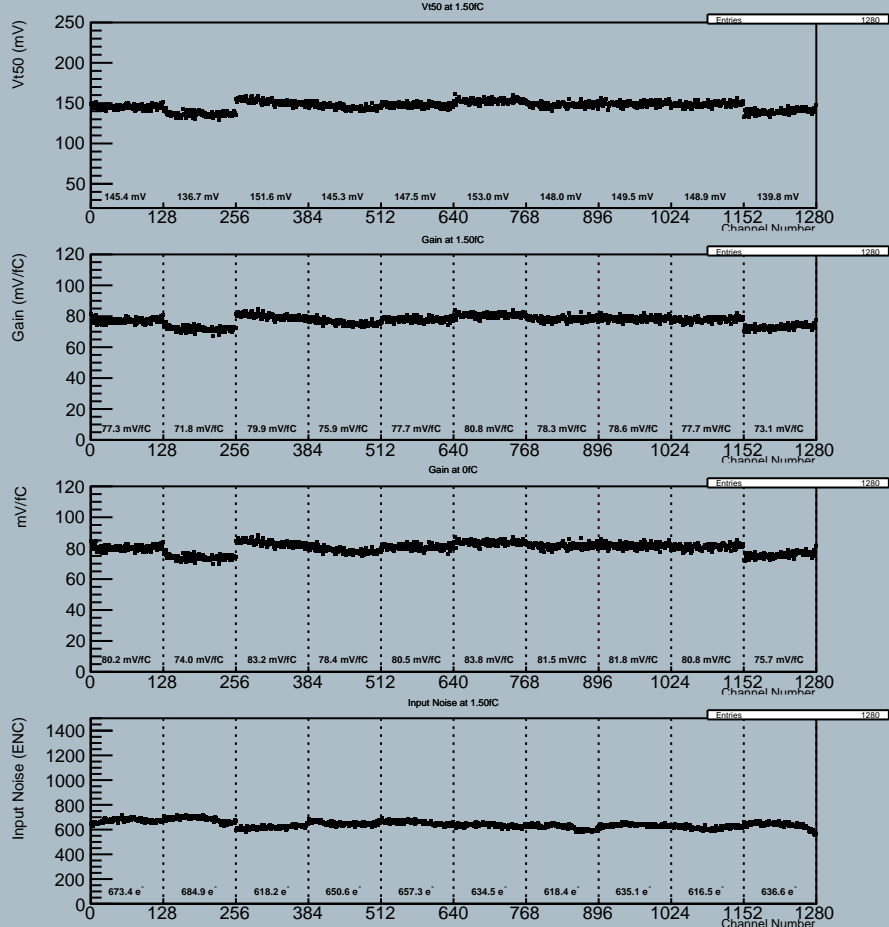 Vt50 at 1.50fC
Entries 1280
Vt50 (mV)
250
200
150
100
50
145.4 mV 136.7 mV 151.6 mV 145.3 mV 147.5 mV 153.0 mV 148.0 mV 149.5 mV 148.9 mV 139.8 mV
0 128 256 384 512 640 768 896 1024 1152 1280
Channel Number
Gain at 1.50fC
Entries 1280
Gain (mV/fC)
120
100
80
60
40
20
0
77.3 mV/fC 71.8 mV/fC 79.9 mV/fC 75.9 mV/fC 77.7 mV/fC 80.8 mV/fC 78.3 mV/fC 78.6 mV/fC 77.7 mV/fC 73.1 mV/fC
0 128 256 384 512 640 768 896 1024 1152 1280
Channel Number
Gain at 0fC
Entries 1280
mV/fC
120
100
80
60
40
20
0
80.2 mV/fC 74.0 mV/fC 83.2 mV/fC 78.4 mV/fC 80.5 mV/fC 83.8 mV/fC 81.5 mV/fC 81.8 mV/fC 80.8 mV/fC 75.7 mV/fC
0 128 256 384 512 640 768 896 1024 1152 1280
Channel Number
Input Noise at 1.50fC
Entries 1280
Input Noise (ENC)
1400
1200
1000
800
600
400
200
0
673.4 e⁻ 684.9 e⁻ 618.2 e⁻ 650.6 e⁻ 657.3 e⁻ 634.5 e⁻ 618.4 e⁻ 635.1 e⁻ 616.5 e⁻ 636.6 e⁻
0 128 256 384 512 640 768 896 1024 1152 1280
Channel Number